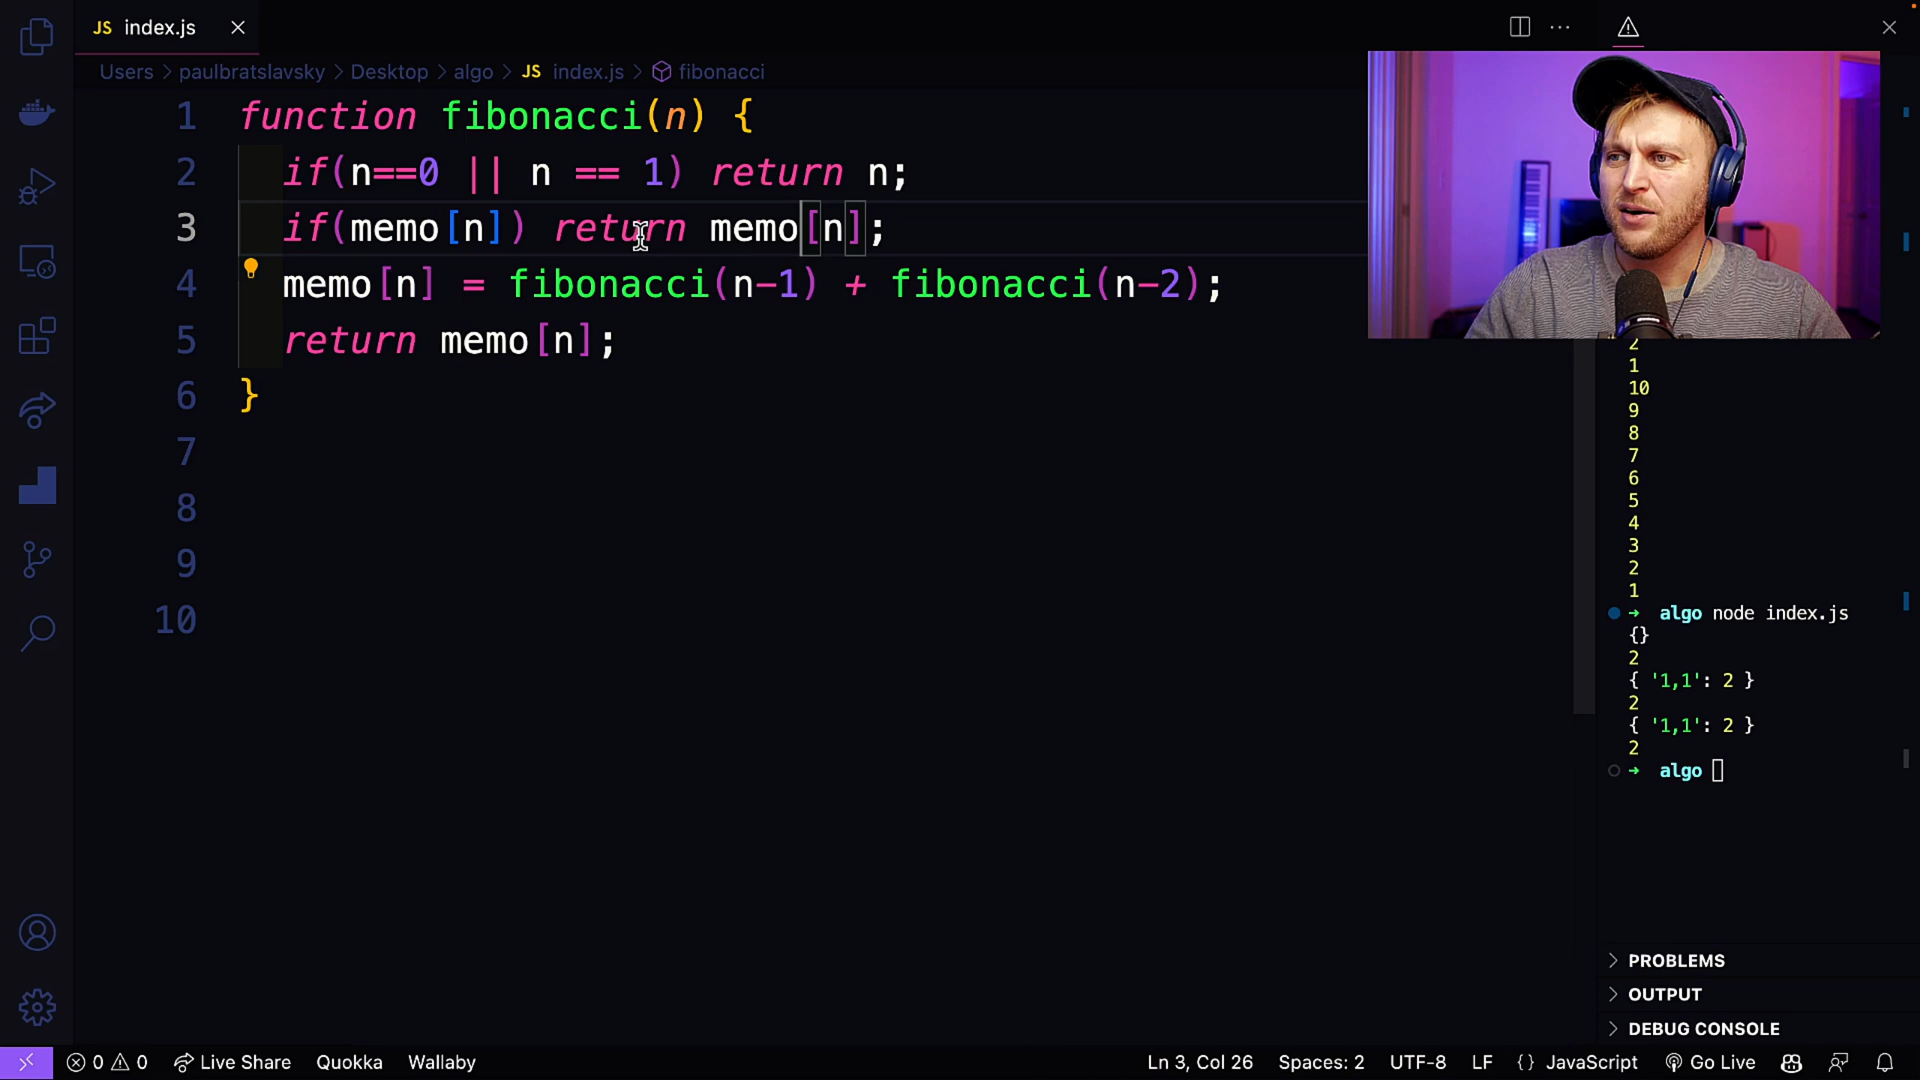 JS index.js
Users > paulbratslavsky > Desktop > algo > JS index.js > fibonacci
1 function fibonacci(n) {
2 if(n==0 || n == 1) return n;
3 if(memo[n]) return memo[n];
4 memo[n] = fibonacci(n-1) + fibonacci(n-2);
5 return memo[n];
6 }
7
8
9
10
2
1
10
9
8
7
6
5
4
3
2
1
→ algo node index.js
{}
2
{ '1,1': 2 }
2
{ '1,1': 2 }
2
→ algo
> PROBLEMS
> OUTPUT
> DEBUG CONSOLE
0 0 Live Share Quokka Wallaby Ln 3, Col 26 Spaces: 2 UTF-8 LF {} JavaScript Go Live